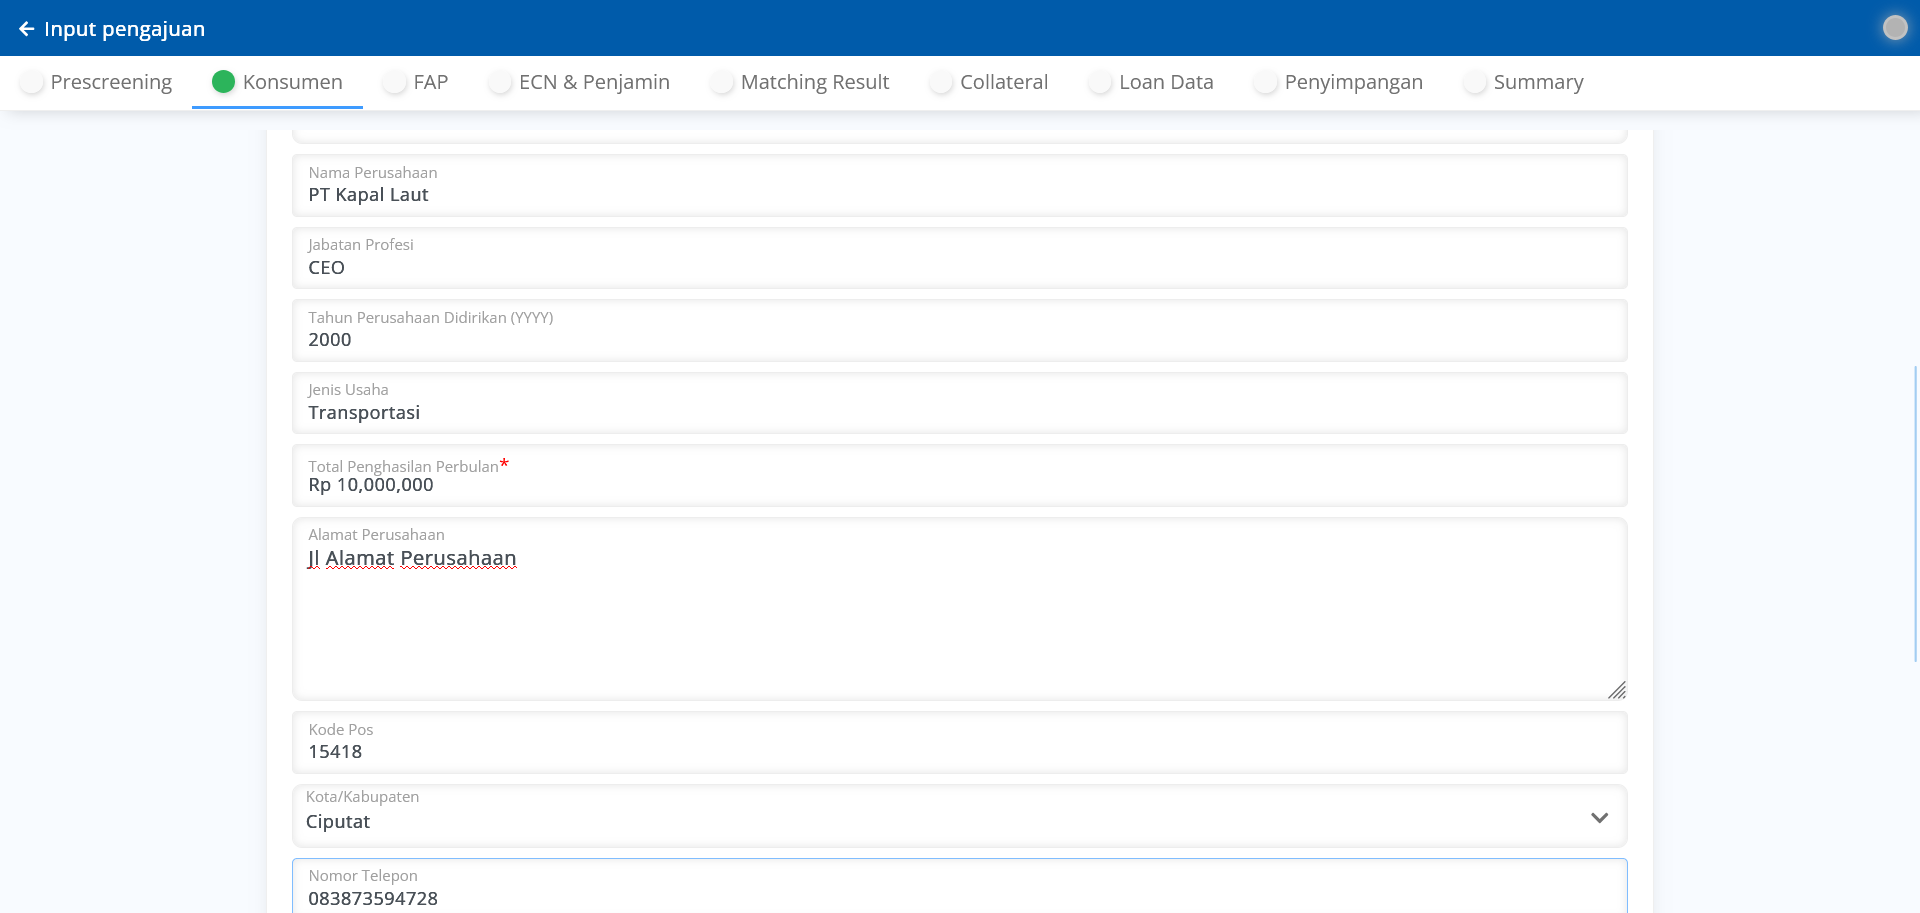 Input pengajuan
Prescreening Konsumen FAP ECN & Penjamin Matching Result Collateral Loan Data Penyimpangan Summary
Nama Perusahaan
PT Kapal Laut
Jabatan Profesi
CEO
Tahun Perusahaan Didirikan (YYYY)
2000
Jenis Usaha
Transportasi
Total Penghasilan Perbulan*
Rp 10,000,000
Alamat Perusahaan
Jl Alamat Perusahaan
Kode Pos
15418
Kota/Kabupaten
Ciputat
Nomor Telepon
083873594728